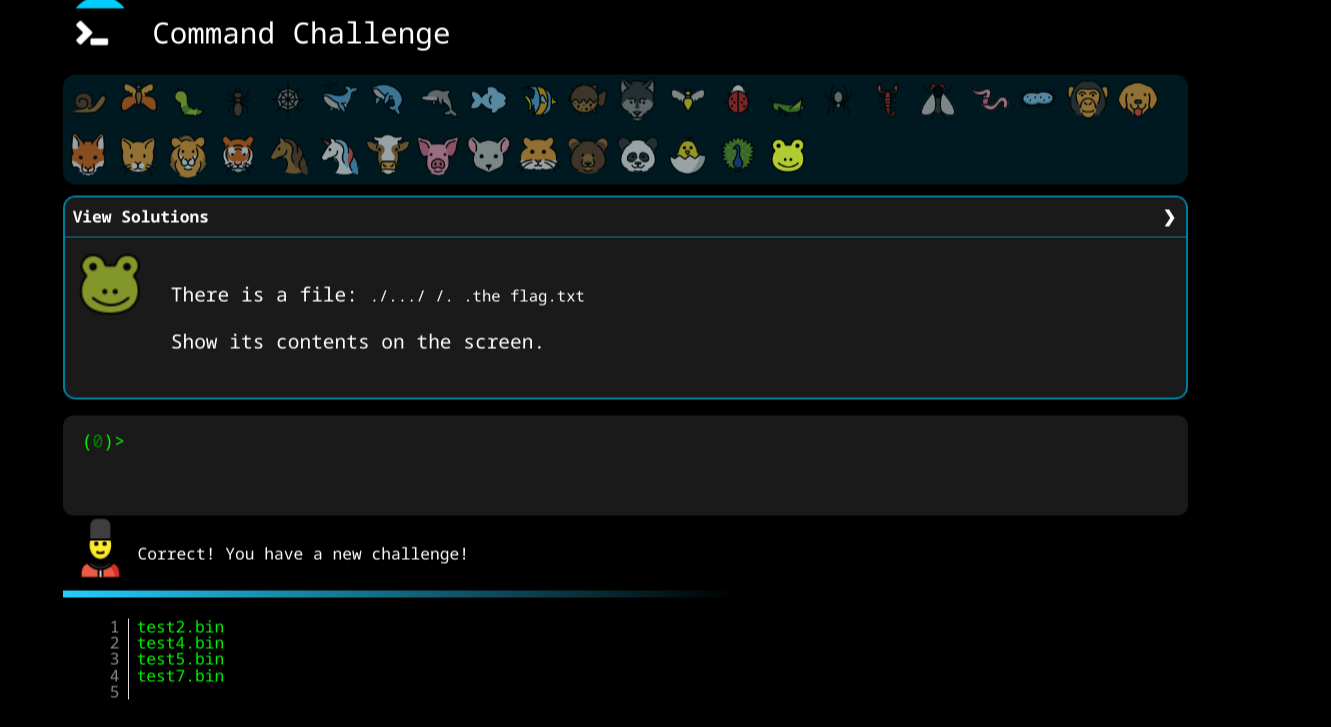 Command Challenge
View Solutions ❯
There is a file: ./.../ /. .the flag.txt
Show its contents on the screen.
(0)>
Correct! You have a new challenge!
1 test2.bin
2 test4.bin
3 test5.bin
4 test7.bin
5